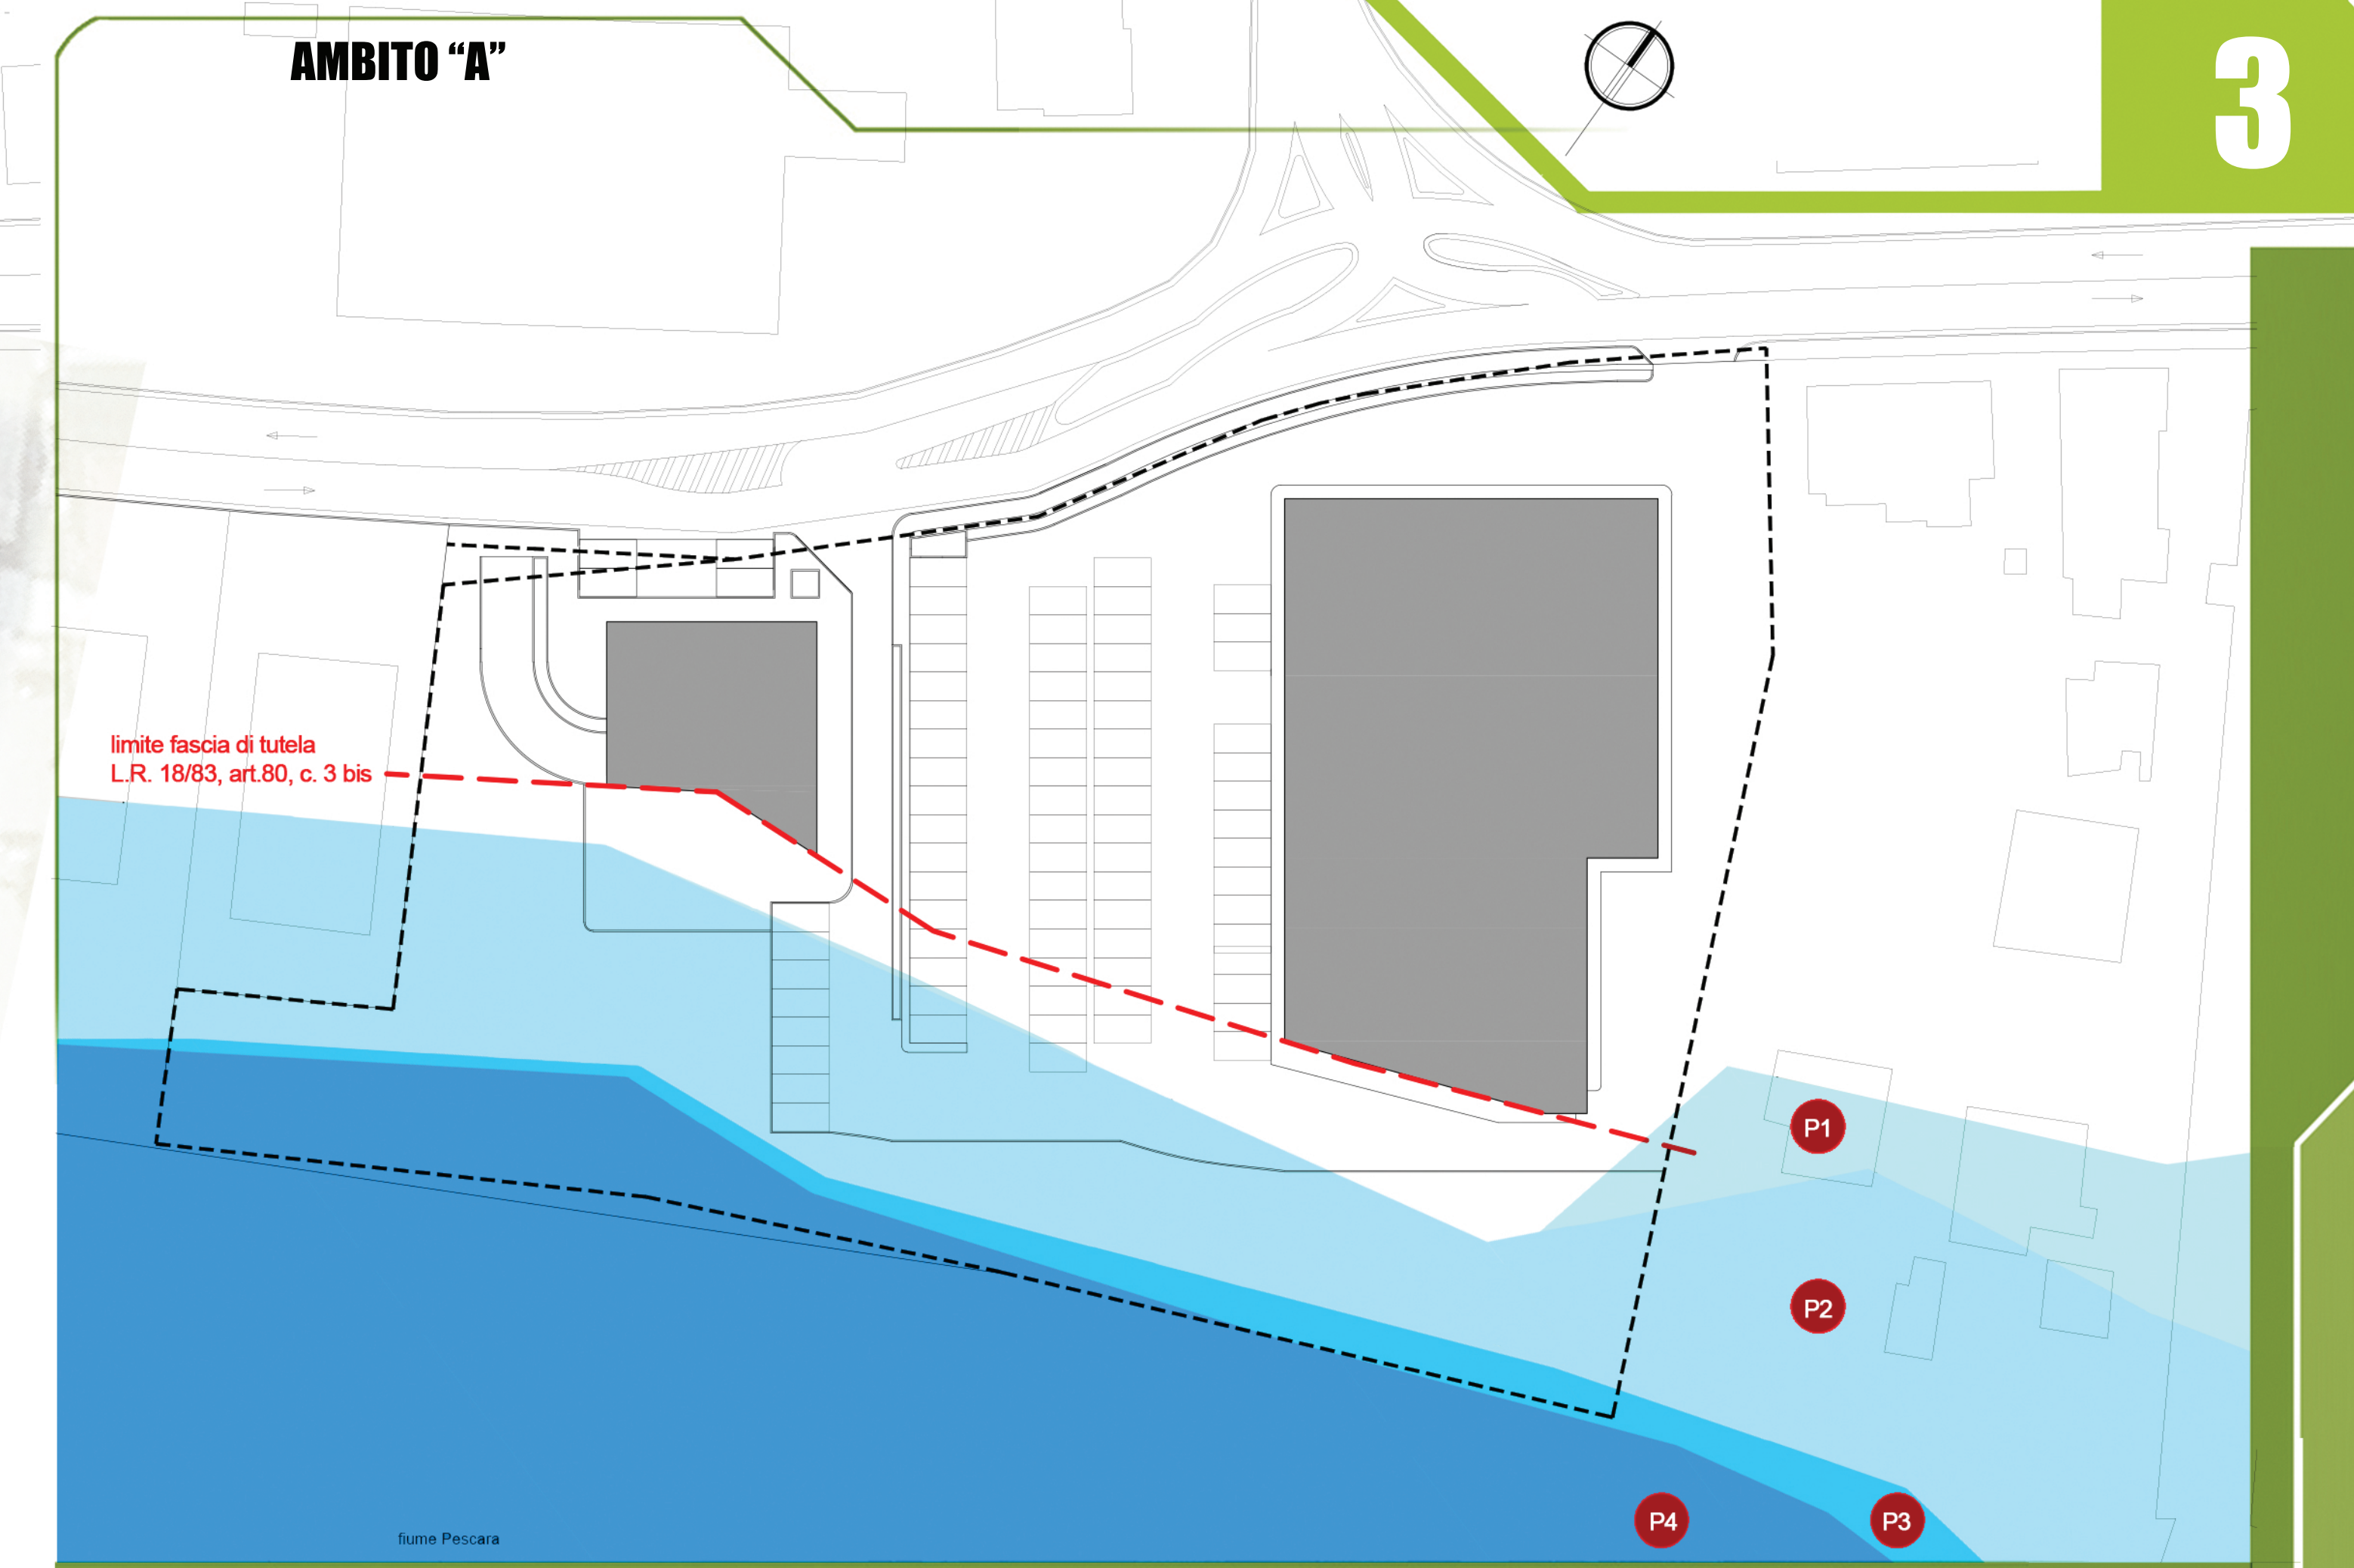 AMBITO “A”
3
limite fascia di tutela
L.R. 18/83, art.80, c. 3 bis
P1
P2
P4
P3
fiume Pescara